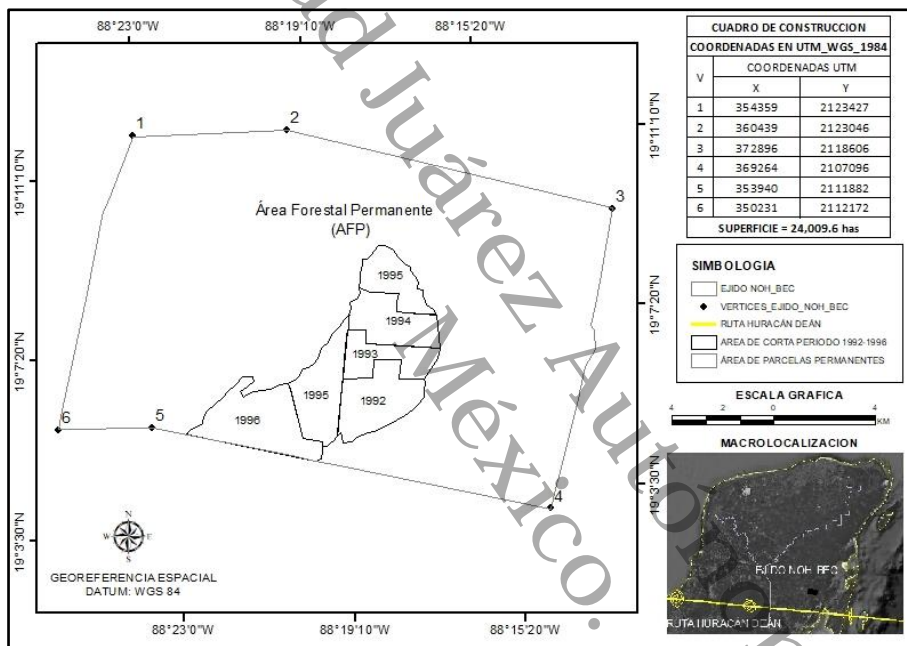 88°23'0"W 88°19'10"W 88°15'20"W
19°11'10"N
19°7'20"N
19°3'30"N
19°11'10"N
19°7'20"N
19°3'30"N
1
2
3
4
5
6
Área Forestal Permanente
(AFP)
1995
1994
1993
1992
1995
1996
N
W E
S
GEOREFERENCIA ESPACIAL
DATUM: WGS 84
88°23'0"W 88°19'10"W 88°15'20"W
CUADRO DE CONSTRUCCION
COORDENADAS EN UTM_WGS_1984
V COORDENADAS UTM
X Y
1 354359 2123427
2 360439 2123046
3 372896 2118606
4 369264 2107096
5 353940 2111882
6 350231 2112172
SUPERFICIE = 24,009.6 has
SIMBOLOGIA
EJIDO NOH_BEC
VERTICES_EJIDO_NOH_BEC
RUTA HURACÁN DEÁN
AREA DE CORTA PERIODO 1992-1996
ÁREA DE PARCELAS PERMANENTES
ESCALA GRAFICA
4 2 0 4
KM
MACROLOCALIZACION
EJIDO NOH_BEC
RUTA HURACÁN DEÁN
Juárez Autón
México.